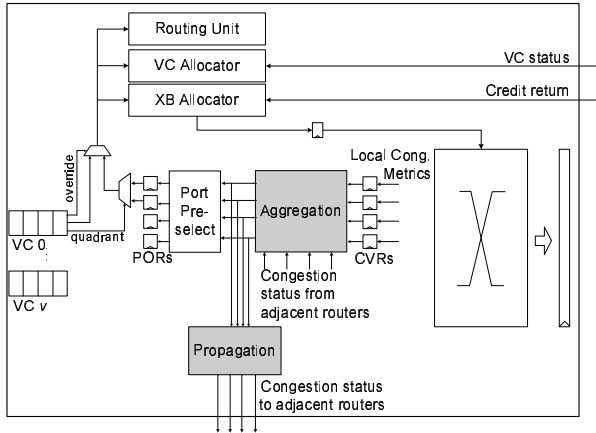 Routing Unit
VC Allocator
VC status
XB Allocator
Credit return
override
Local Cong.
Metrics
Port
Pre-
select
Aggregation
VC 0
quadrant
PORs
CVRs
Congestion
status from
adjacent routers
VC v
Propagation
Congestion status
to adjacent routers